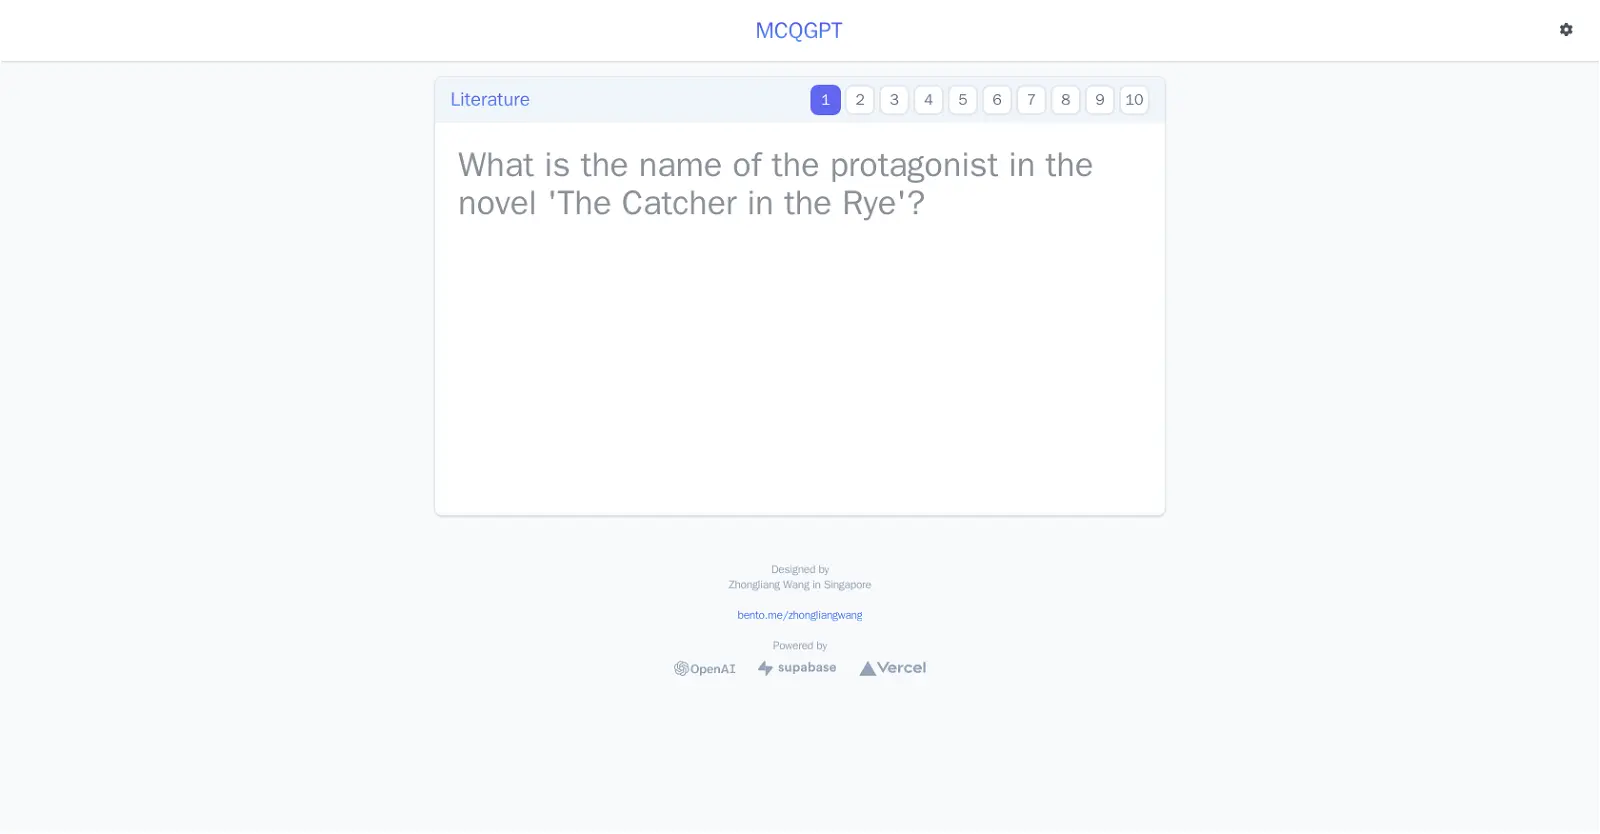 MCQGPT
Literature
1 2 3 4 5 6 7 8 9 10
What is the name of the protagonist in the
novel 'The Catcher in the Rye'?
Designed by
Zhongliang Wang in Singapore
bento.me/zhongliangwang
Powered by
OpenAI supabase Vercel